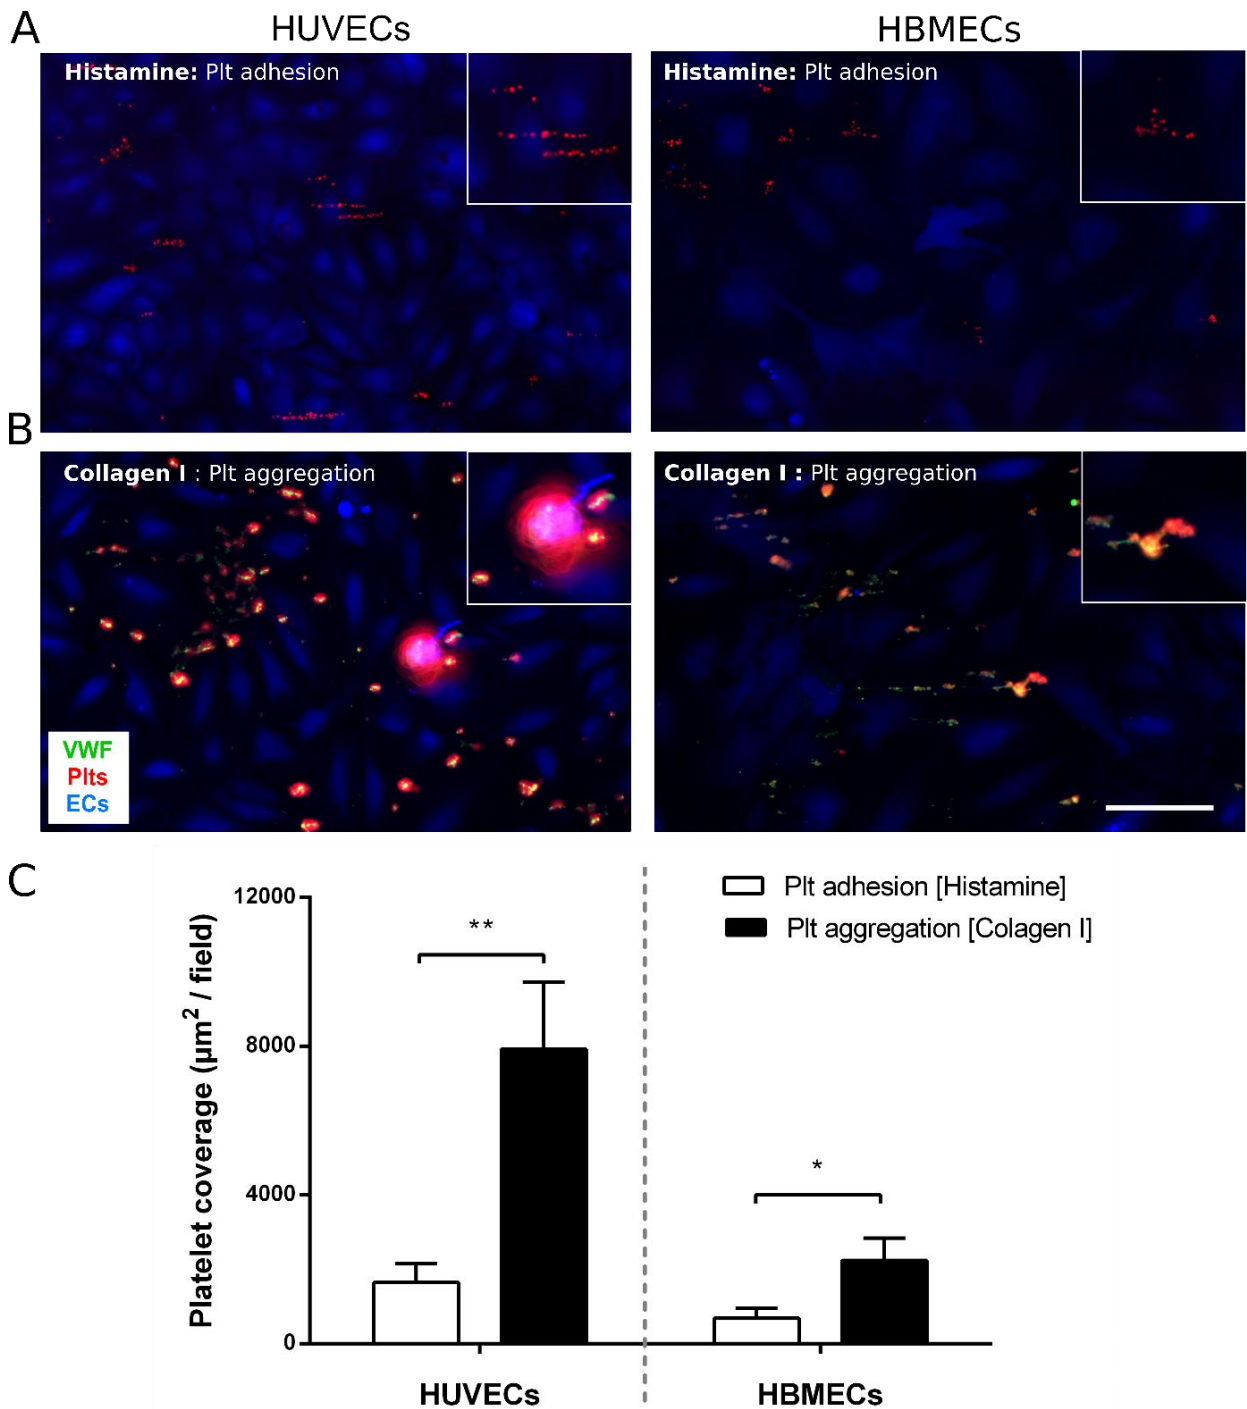 A
HUVECs
HBMECs
Histamine: Plt adhesion
Histamine: Plt adhesion
B
Collagen I : Plt aggregation
Collagen I : Plt aggregation
VWF
Plts
ECs
C
Plt adhesion [Histamine]
Plt aggregation [Colagen I]
Platelet coverage (µm² / field)
12000
8000
4000
0
**
*
HUVECs
HBMECs